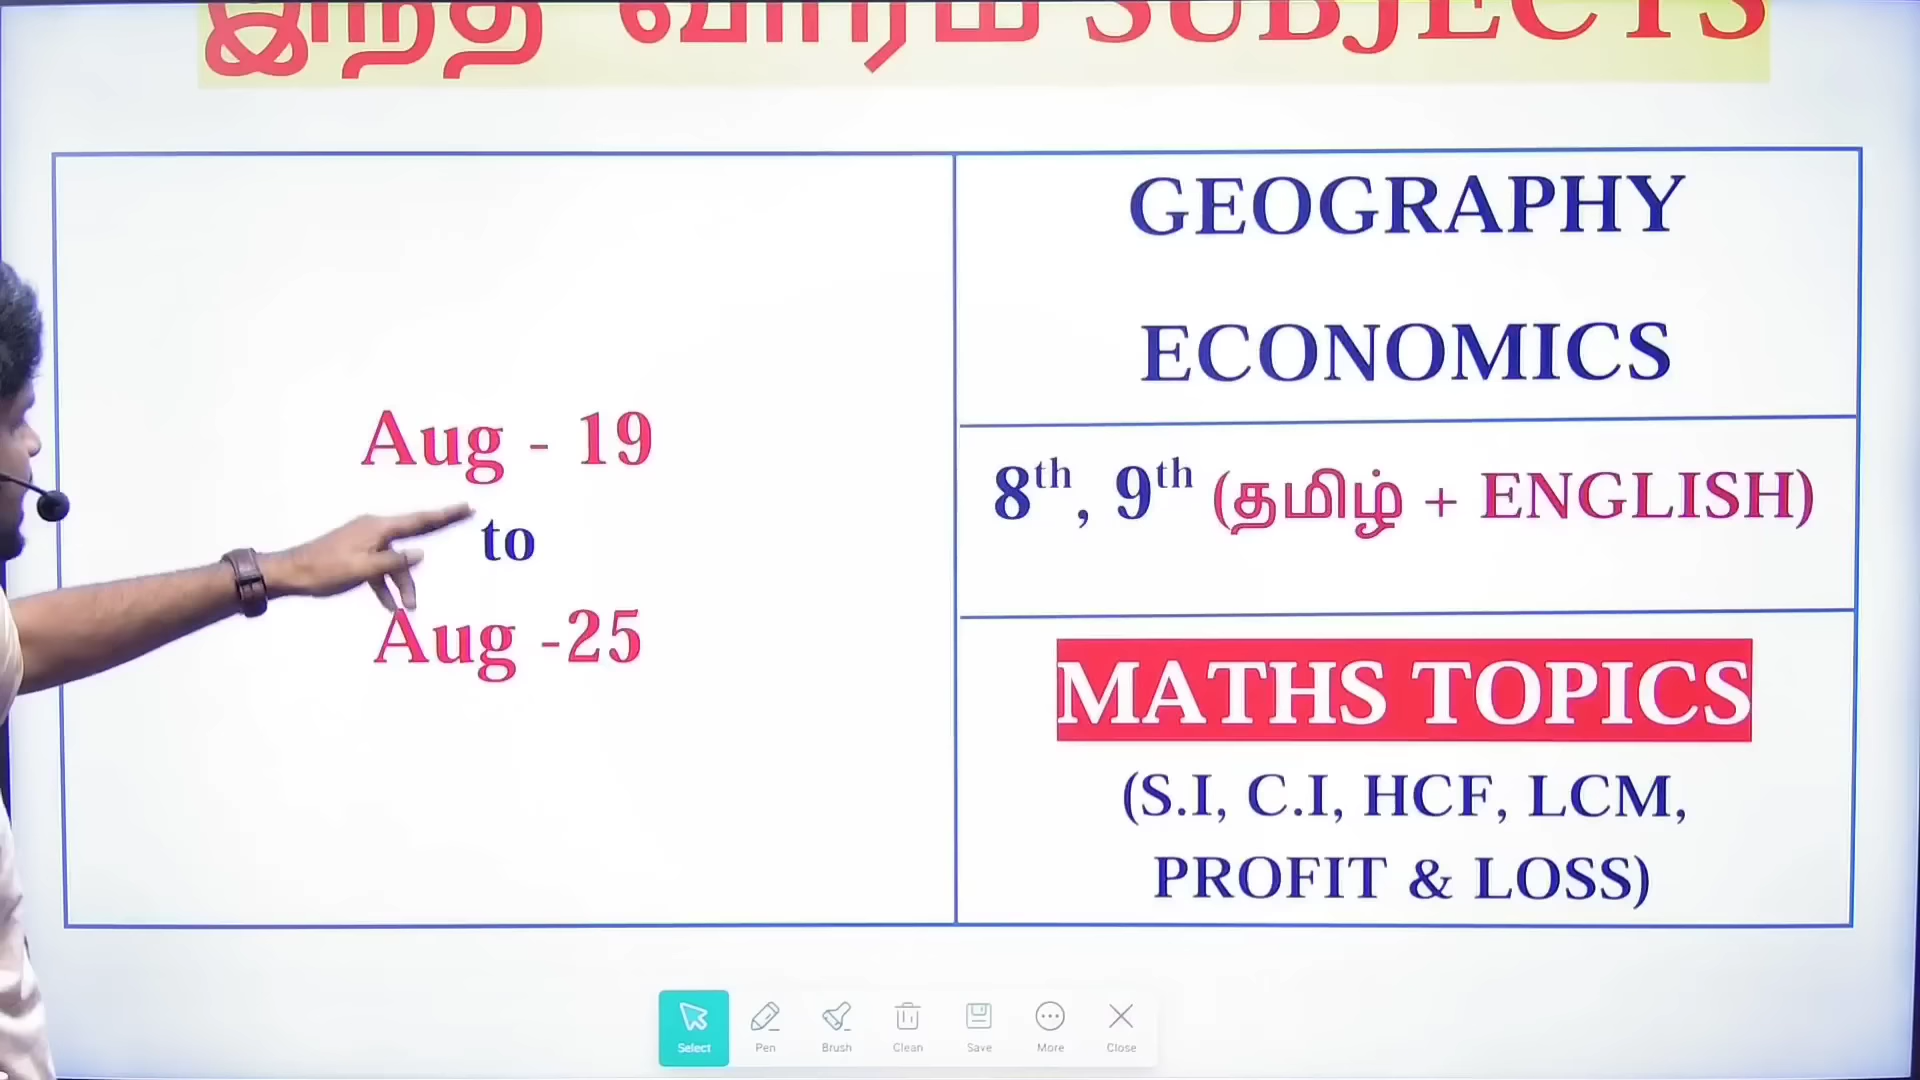 இந்த வாரம் SUBJECTS
GEOGRAPHY
ECONOMICS
Aug - 19
to
Aug -25
8th, 9th (தமிழ் + ENGLISH)
MATHS TOPICS
(S.I, C.I, HCF, LCM,
PROFIT & LOSS)
Select Pen Brush Clean Save More Close